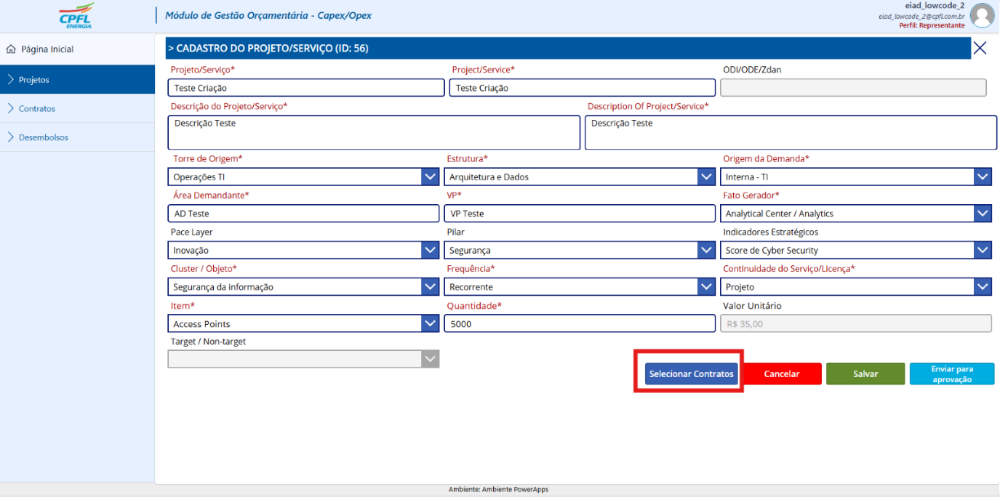 CPFL
ENERGIA
Módulo de Gestão Orçamentária - Capex/Opex
eiad_lowcode_2
eiad_lowcode_2@cpfl.com.br
Perfil: Representante
Página Inicial
Projetos
Contratos
Desembolsos
> CADASTRO DO PROJETO/SERVIÇO (ID: 56)
Projeto/Serviço* Project/Service* ODI/ODE/Zdan
Teste Criação Teste Criação
Descrição do Projeto/Serviço* Description Of Project/Service*
Descrição Teste Descrição Teste
Torre de Origem* Estrutura* Origem da Demanda*
Operações TI Arquitetura e Dados Interna - TI
Área Demandante* VP* Fato Gerador*
AD Teste VP Teste Analytical Center / Analytics
Pace Layer Pilar Indicadores Estratégicos
Inovação Segurança Score de Cyber Security
Cluster / Objeto* Frequência* Continuidade do Serviço/Licença*
Segurança da informação Recorrente Projeto
Item* Quantidade* Valor Unitário
Access Points 5000 R$ 35,00
Target / Non-target
Selecionar Contratos Cancelar Salvar Enviar para
aprovação
Ambiente: Ambiente PowerApps